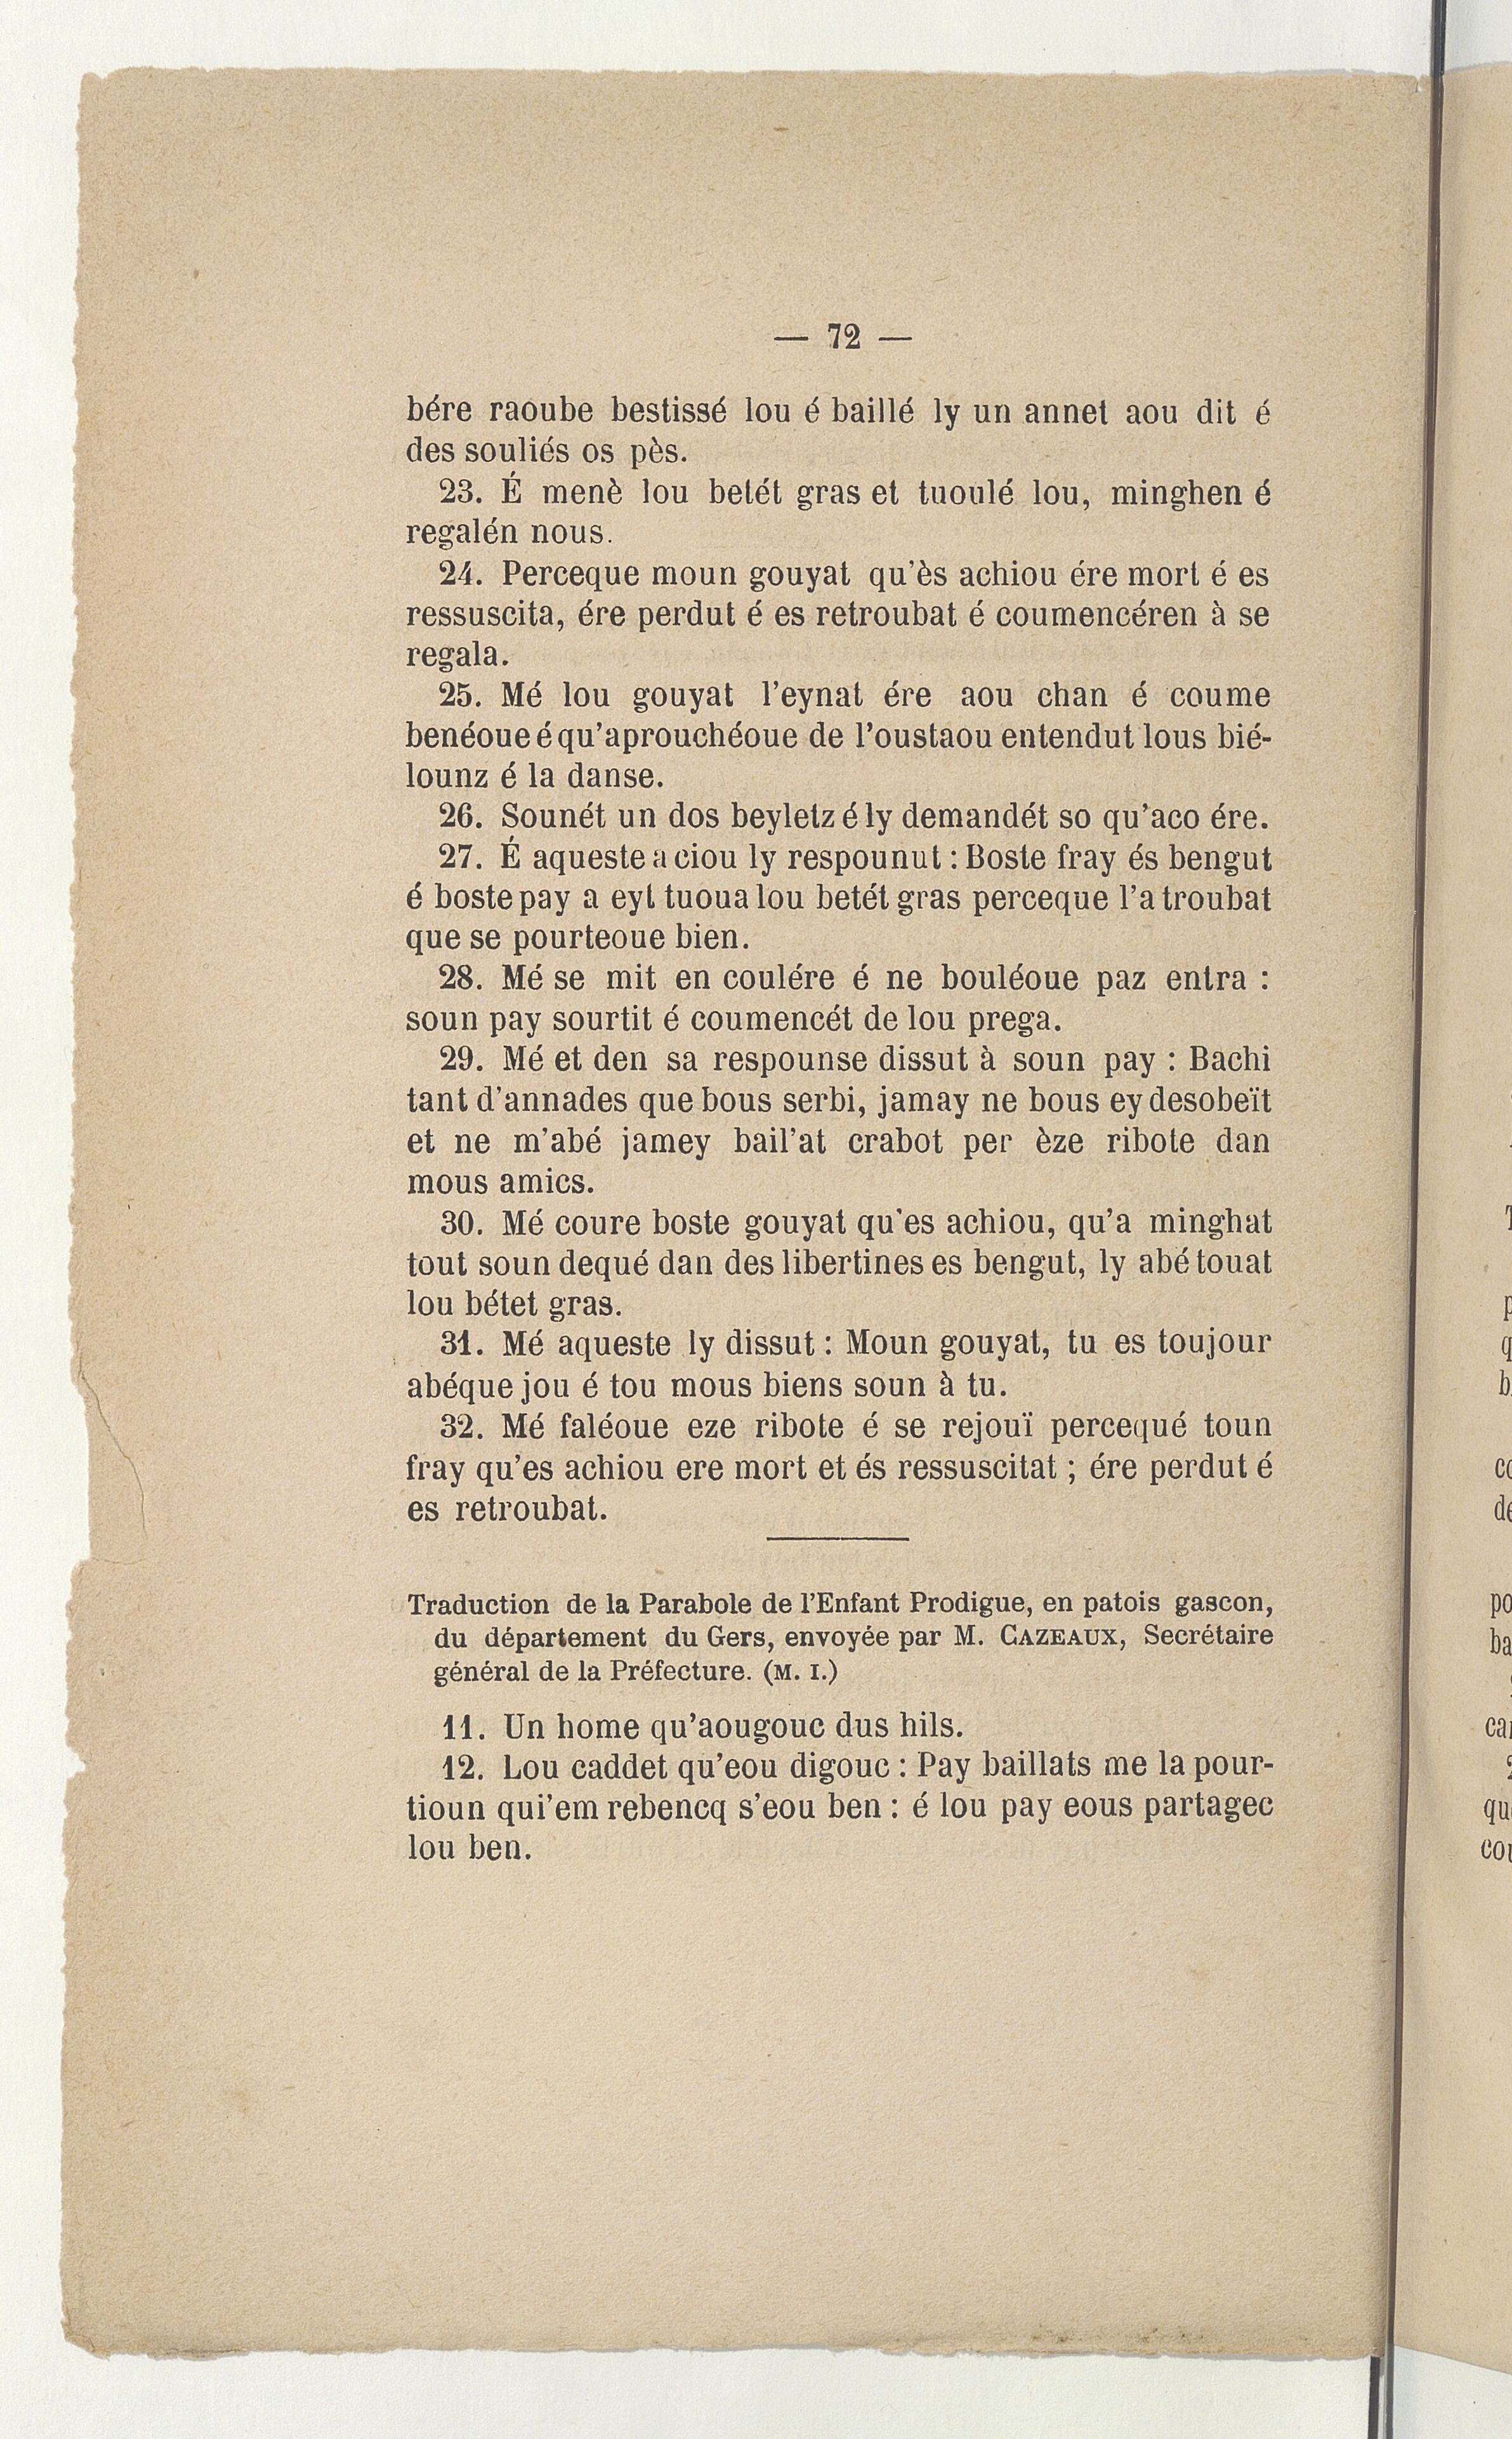 — 72 —
bére raoube bestissé lou é baillé ly un annet aou dit é
des souliés os pès.
23. É menè lou betét gras et tuoulé lou, minghen é
regalén nous.
24. Perceque moun gouyat qu'ès achiou ére mort é es
ressuscita, ére perdut é es retroubat é coumencéren à se
regala.
25. Mé lou gouyat l'eynat ére aou chan é coume
benéoue é qu'aprouchéoue de l'oustaou entendut lous bié-
lounz é la danse.
26. Sounét un dos beyletz é ly demandét so qu'aco ére.
27. É aqueste a ciou ly respounut : Boste fray és bengut
é boste pay a eyt tuoua lou betét gras perceque l'a troubat
que se pourteoue bien.
28. Mé se mit en coulére é ne bouléoue paz entra :
soun pay sourtit é coumencét de lou prega.
29. Mé et den sa respounse dissut à soun pay : Bachi
tant d'annades que bous serbi, jamay ne bous ey desobeït
et ne m'abé jamey bail'at crabot per èze ribote dan
mous amics.
30. Mé coure boste gouyat qu'es achiou, qu'a minghat
tout soun dequé dan des libertines es bengut, ly abé touat
lou bétet gras.
31. Mé aqueste ly dissut : Moun gouyat, tu es toujour
abéque jou é tou mous biens soun à tu.
32. Mé faléoue eze ribote é se rejouï percequé toun
fray qu'es achiou ere mort et és ressuscitat ; ére perdut é
es retroubat.
Traduction de la Parabole de l'Enfant Prodigue, en patois gascon,
du département du Gers, envoyée par M. CAZEAUX, Secrétaire
général de la Préfecture. (M. I.)
11. Un home qu'aougouc dus hils.
12. Lou caddet qu'eou digouc : Pay baillats me la pour-
tioun qui'em rebencq s'eou ben : é lou pay eous partagec
lou ben.